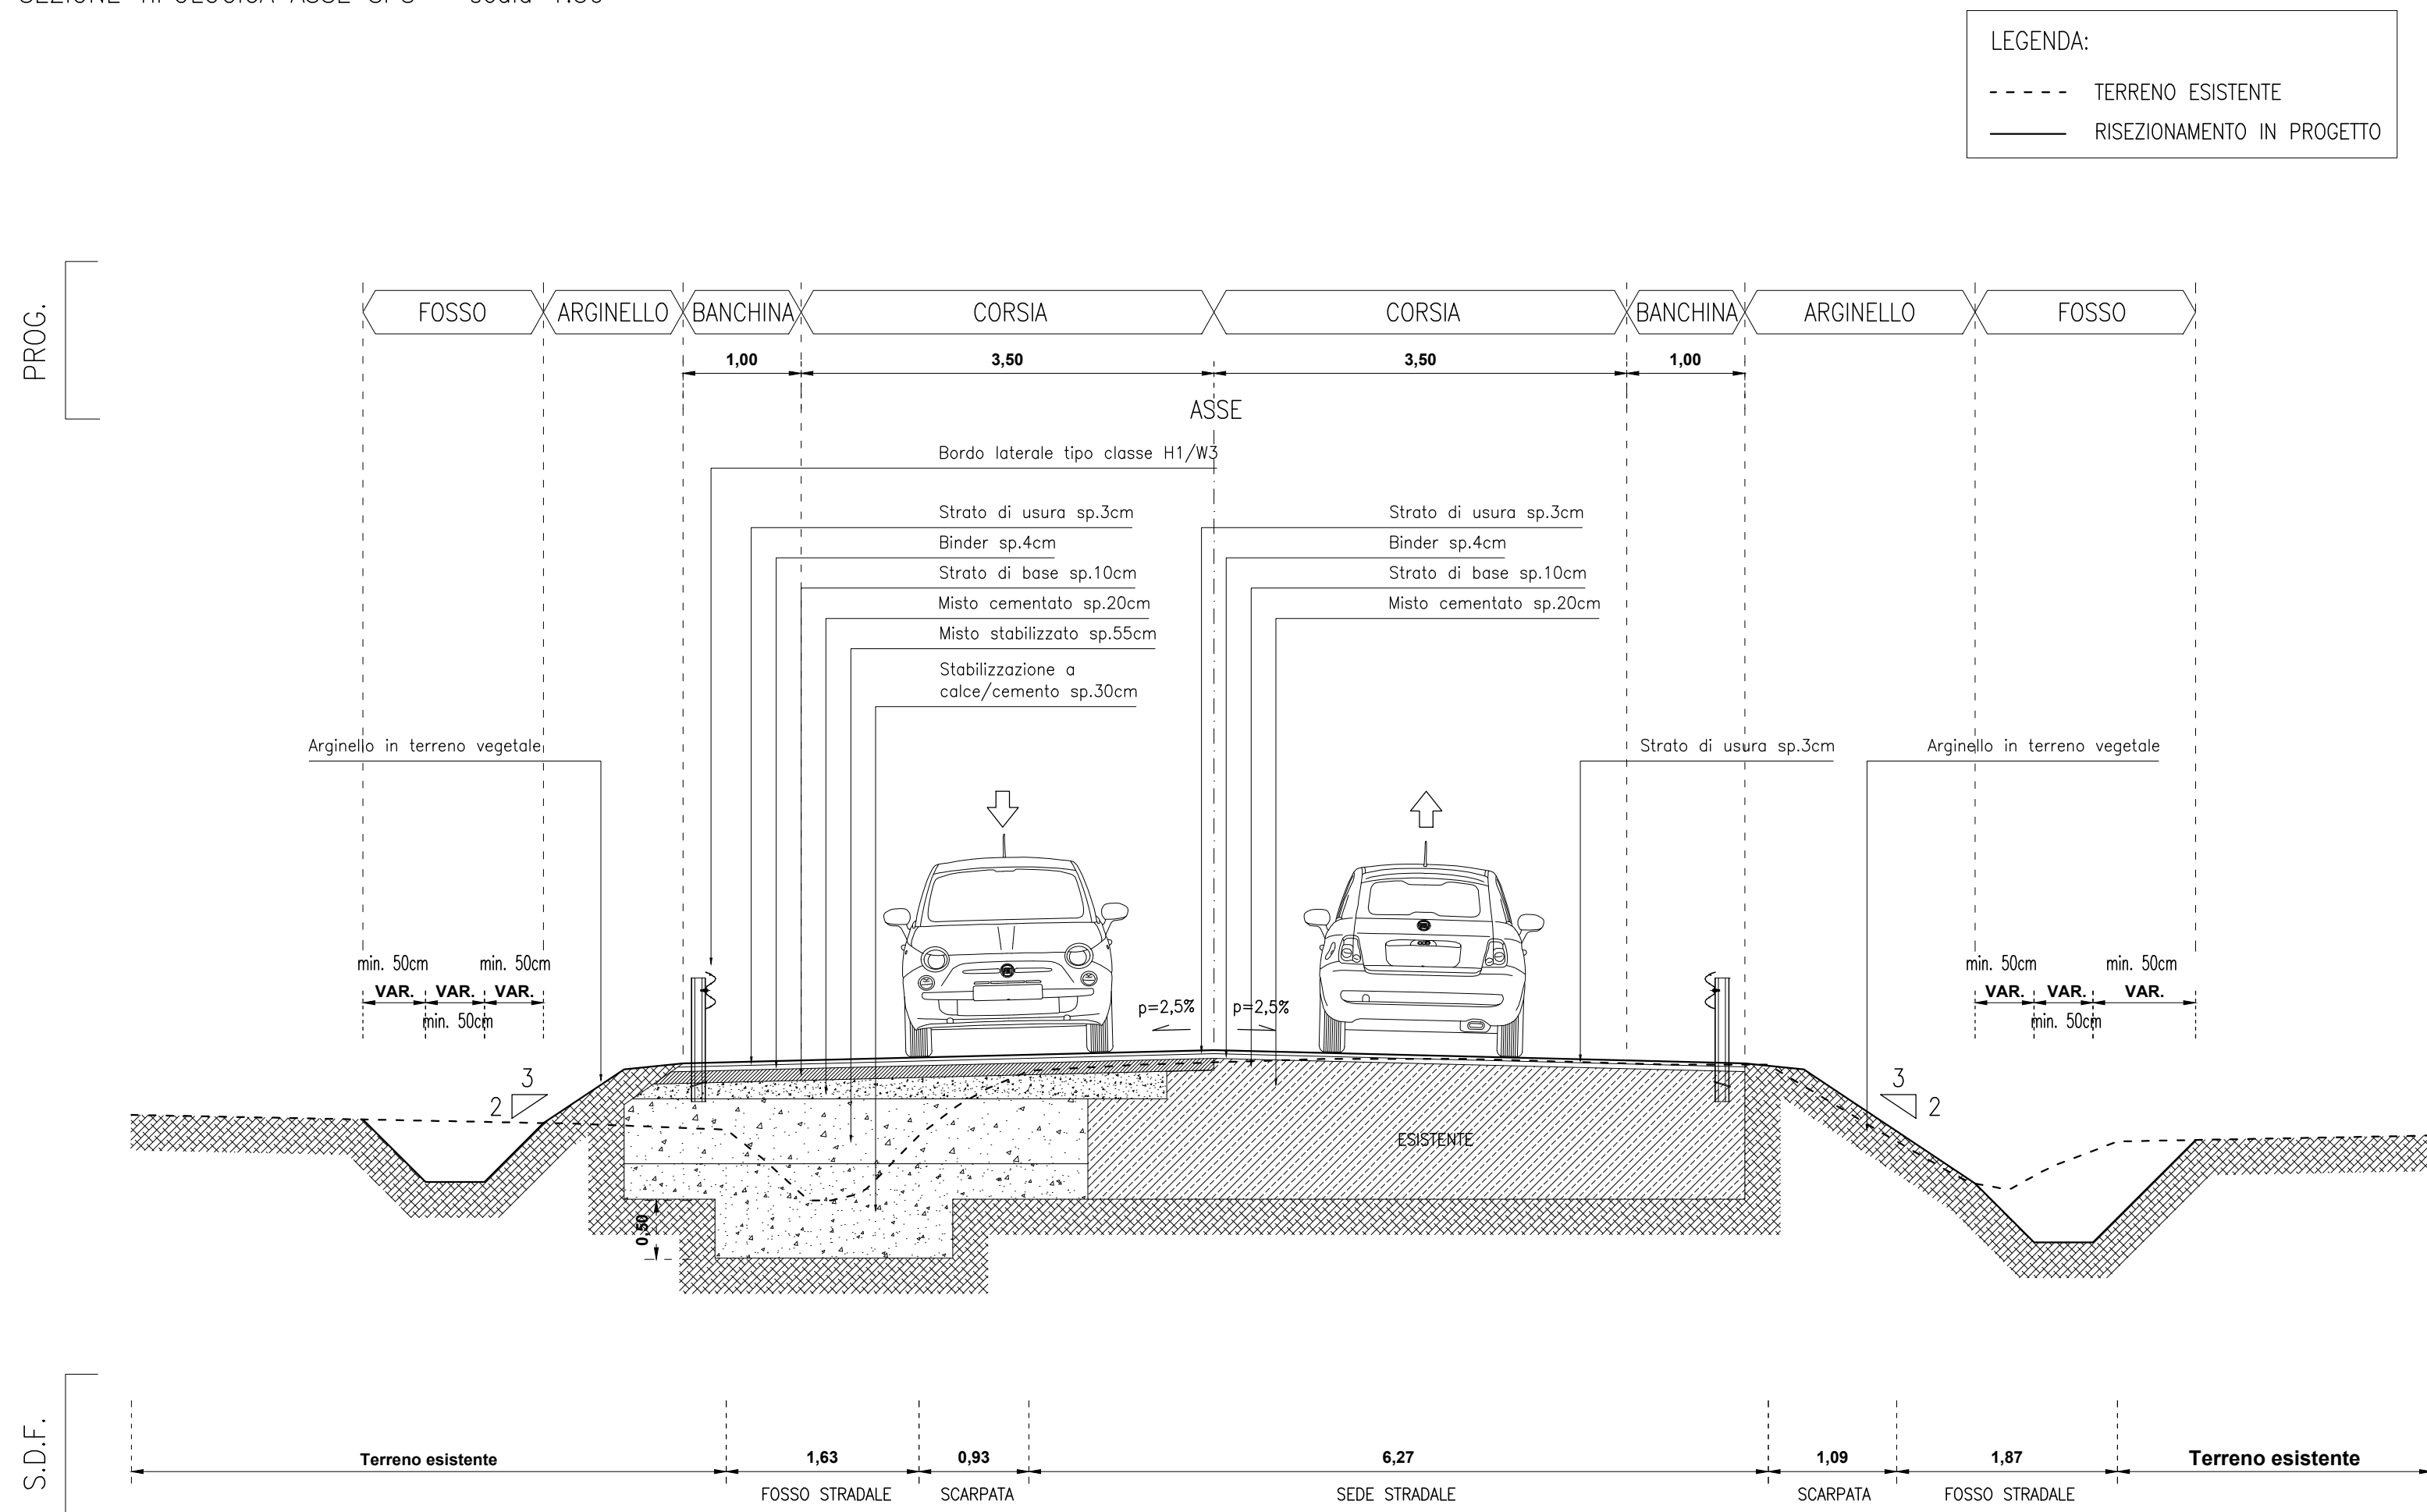 LEGENDA:
TERRENO ESISTENTE
RISEZIONAMENTO IN PROGETTO
PROG.
FOSSO ARGINELLO BANCHINA CORSIA CORSIA BANCHINA ARGINELLO FOSSO
1,00 3,50 3,50 1,00
ASSE
Bordo laterale tipo classe H1/W3
Strato di usura sp.3cm Strato di usura sp.3cm
Binder sp.4cm Binder sp.4cm
Strato di base sp.10cm Strato di base sp.10cm
Misto cementato sp.20cm Misto cementato sp.20cm
Misto stabilizzato sp.55cm
Stabilizzazione a
calce/cemento sp.30cm
Arginello in terreno vegetale Strato di usura sp.3cm Arginello in terreno vegetale
min. 50cm min. 50cm min. 50cm min. 50cm
VAR. VAR. VAR. VAR. VAR. VAR.
min. 50cm min. 50cm
p=2,5% p=2,5%
3 3
2 2
ESISTENTE
0,50
S.D.F.
Terreno esistente 1,63 0,93 6,27 1,09 1,87 Terreno esistente
FOSSO STRADALE SCARPATA SEDE STRADALE SCARPATA FOSSO STRADALE